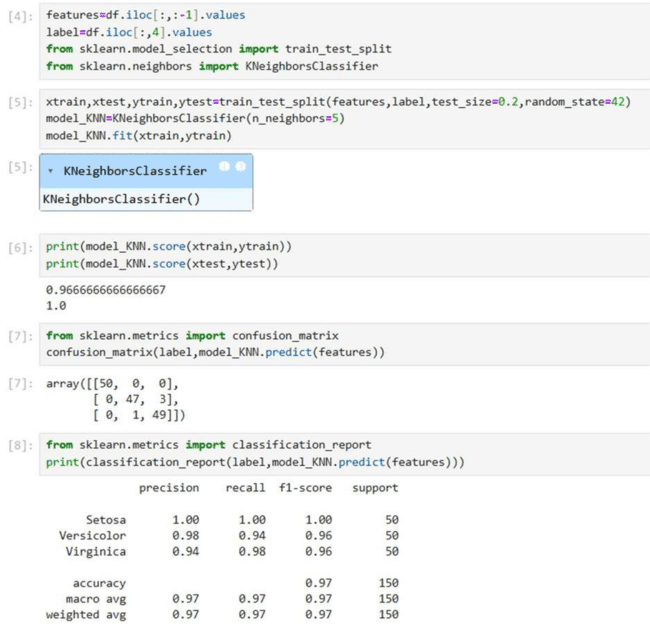 [4]: features=df.iloc[:,:-1].values
label=df.iloc[:,4].values
from sklearn.model_selection import train_test_split
from sklearn.neighbors import KNeighborsClassifier
[5]: xtrain,xtest,ytrain,ytest=train_test_split(features,label,test_size=0.2,random_state=42)
model_KNN=KNeighborsClassifier(n_neighbors=5)
model_KNN.fit(xtrain,ytrain)
[5]: ▾ KNeighborsClassifier i ?
KNeighborsClassifier()
[6]: print(model_KNN.score(xtrain,ytrain))
print(model_KNN.score(xtest,ytest))
0.9666666666666667
1.0
[7]: from sklearn.metrics import confusion_matrix
confusion_matrix(label,model_KNN.predict(features))
[7]: array([[50, 0, 0],
[ 0, 47, 3],
[ 0, 1, 49]])
[8]: from sklearn.metrics import classification_report
print(classification_report(label,model_KNN.predict(features)))
precision recall f1-score support
Setosa 1.00 1.00 1.00 50
Versicolor 0.98 0.94 0.96 50
Virginica 0.94 0.98 0.96 50
accuracy 0.97 150
macro avg 0.97 0.97 0.97 150
weighted avg 0.97 0.97 0.97 150